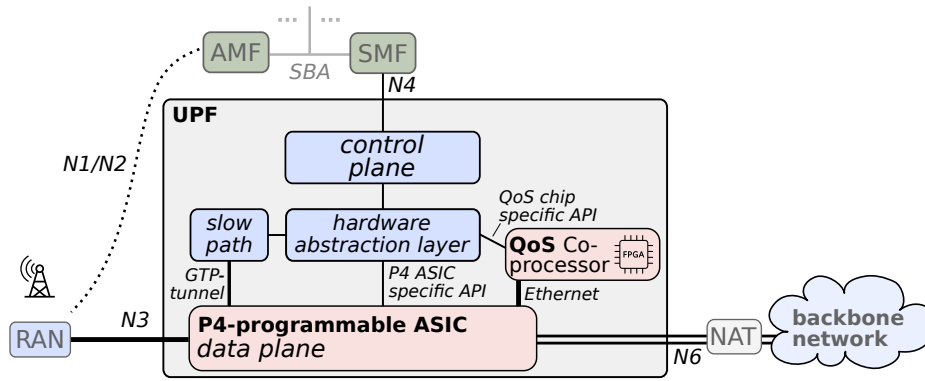 ... ...
AMF
SMF
SBA
N4
UPF
control
plane
N1/N2
QoS chip
specific API
slow
path
hardware
abstraction layer
QoS Co-
processor
FPGA
GTP-
tunnel
P4 ASIC
specific API
Ethernet
N3
P4-programmable ASIC
data plane
RAN
N6
NAT
backbone
network